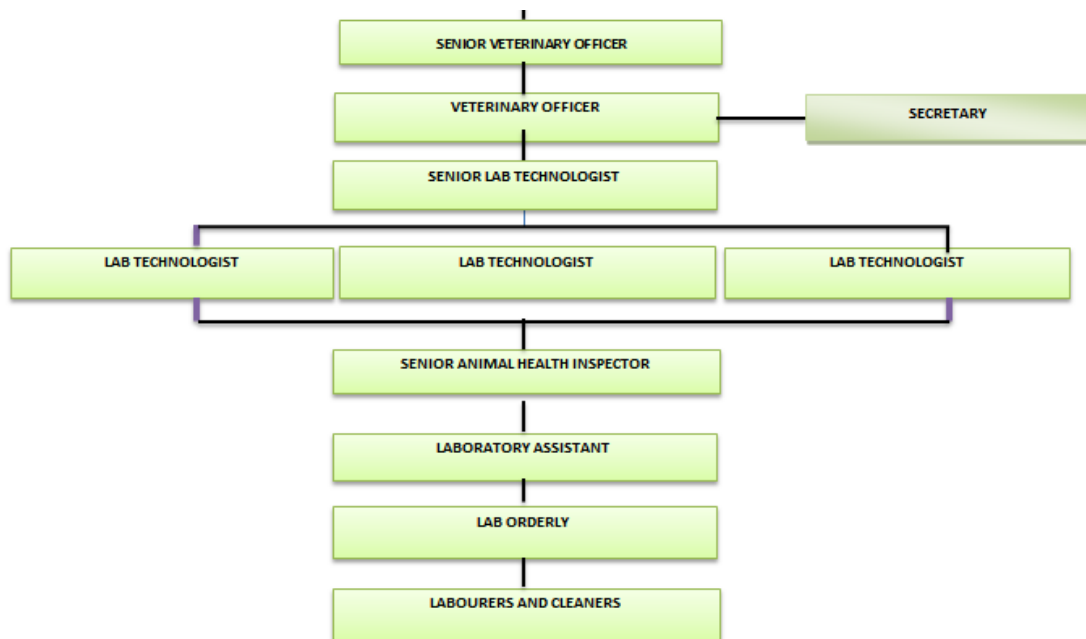 SENIOR VETERINARY OFFICER
VETERINARY OFFICER
SECRETARY
SENIOR LAB TECHNOLOGIST
LAB TECHNOLOGIST
LAB TECHNOLOGIST
LAB TECHNOLOGIST
SENIOR ANIMAL HEALTH INSPECTOR
LABORATORY ASSISTANT
LAB ORDERLY
LABOURERS AND CLEANERS